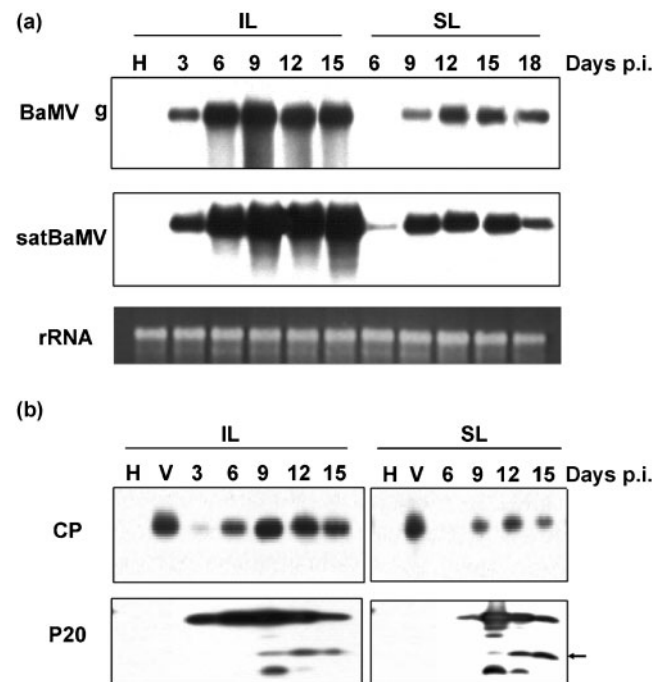 (a)
IL SL
H 3 6 9 12 15 6 9 12 15 18 Days p.i.
BaMV g
satBaMV
rRNA
(b)
IL SL
H V 3 6 9 12 15 H V 6 9 12 15 Days p.i.
CP
P20